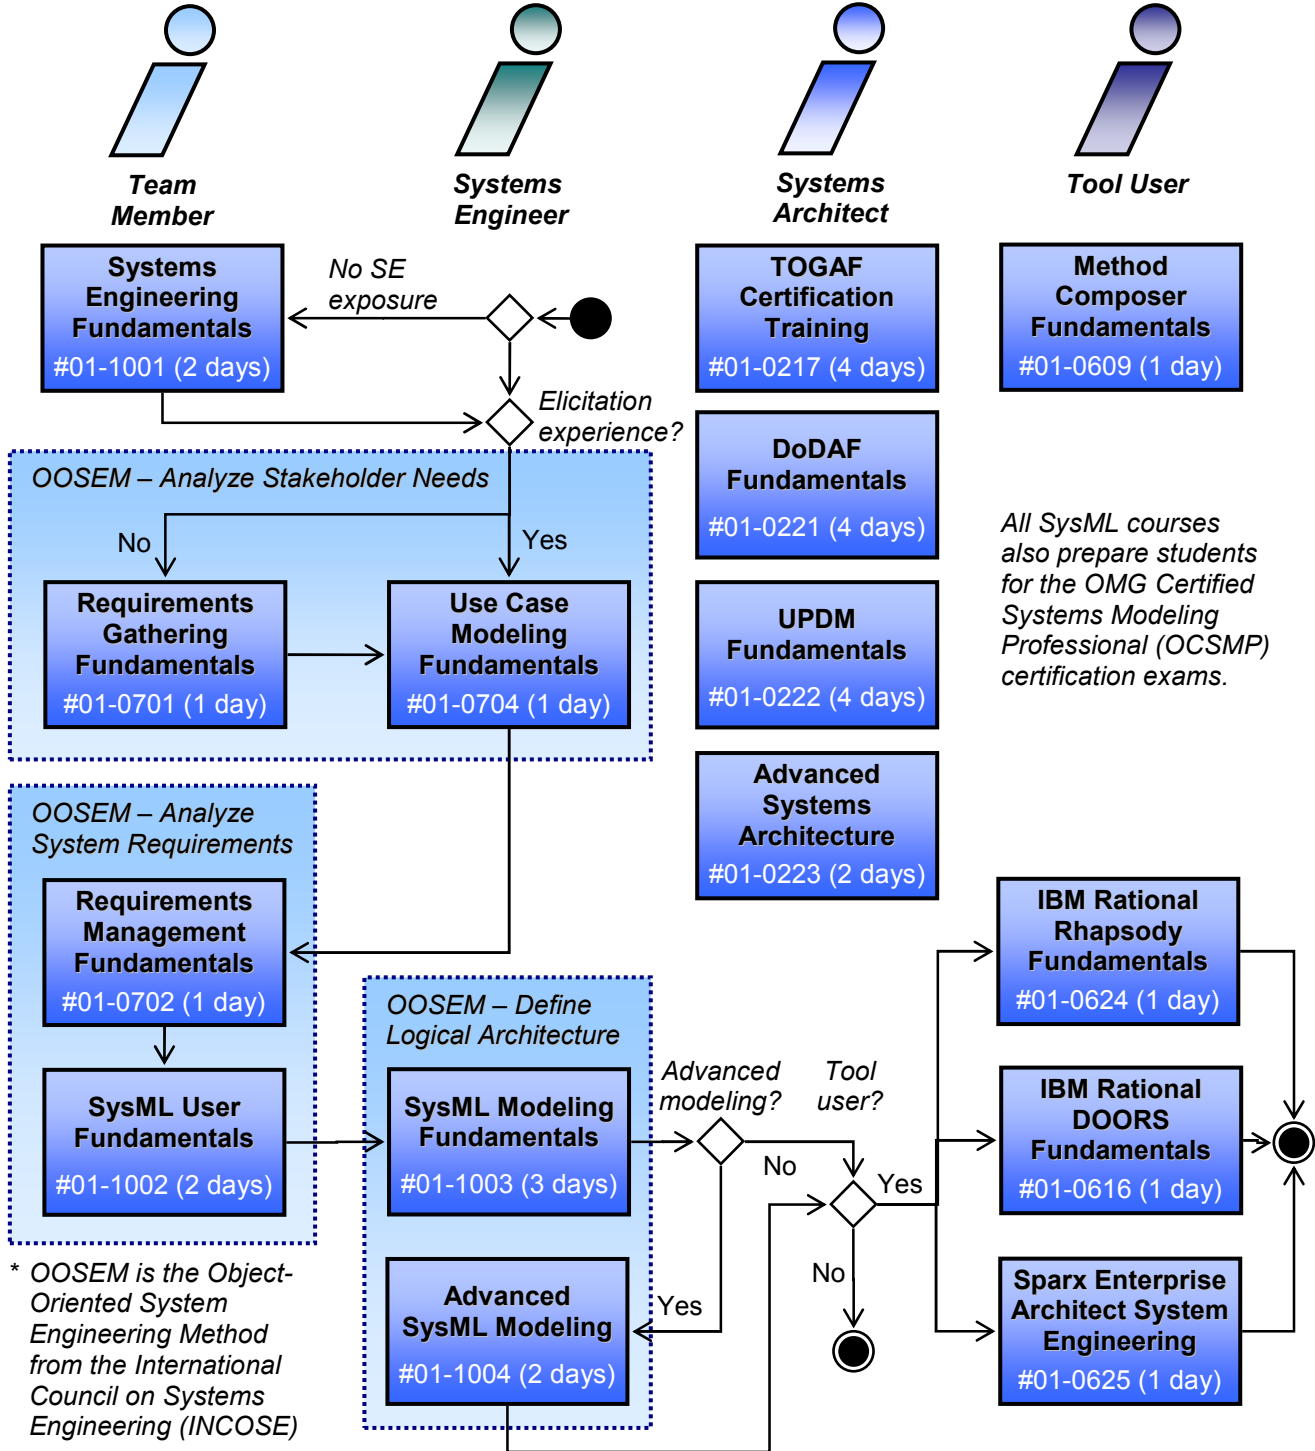 Team
Member
Systems
Engineer
Systems
Architect
Tool User
Systems
Engineering
Fundamentals
#01-1001 (2 days)
No SE
exposure
TOGAF
Certification
Training
#01-0217 (4 days)
Method
Composer
Fundamentals
#01-0609 (1 day)
Elicitation
experience?
DoDAF
Fundamentals
#01-0221 (4 days)
OOSEM – Analyze Stakeholder Needs
No
Yes
Requirements
Gathering
Fundamentals
#01-0701 (1 day)
Use Case
Modeling
Fundamentals
#01-0704 (1 day)
UPDM
Fundamentals
#01-0222 (4 days)
All SysML courses
also prepare students
for the OMG Certified
Systems Modeling
Professional (OCSMP)
certification exams.
Advanced
Systems
Architecture
#01-0223 (2 days)
OOSEM – Analyze
System Requirements
Requirements
Management
Fundamentals
#01-0702 (1 day)
SysML User
Fundamentals
#01-1002 (2 days)
OOSEM – Define
Logical Architecture
SysML Modeling
Fundamentals
#01-1003 (3 days)
Advanced
modeling?
Tool
user?
No
Yes
Yes
No
Advanced
SysML Modeling
#01-1004 (2 days)
IBM Rational
Rhapsody
Fundamentals
#01-0624 (1 day)
IBM Rational
DOORS
Fundamentals
#01-0616 (1 day)
Sparx Enterprise
Architect System
Engineering
#01-0625 (1 day)
* OOSEM is the Object-
Oriented System
Engineering Method
from the International
Council on Systems
Engineering (INCOSE)